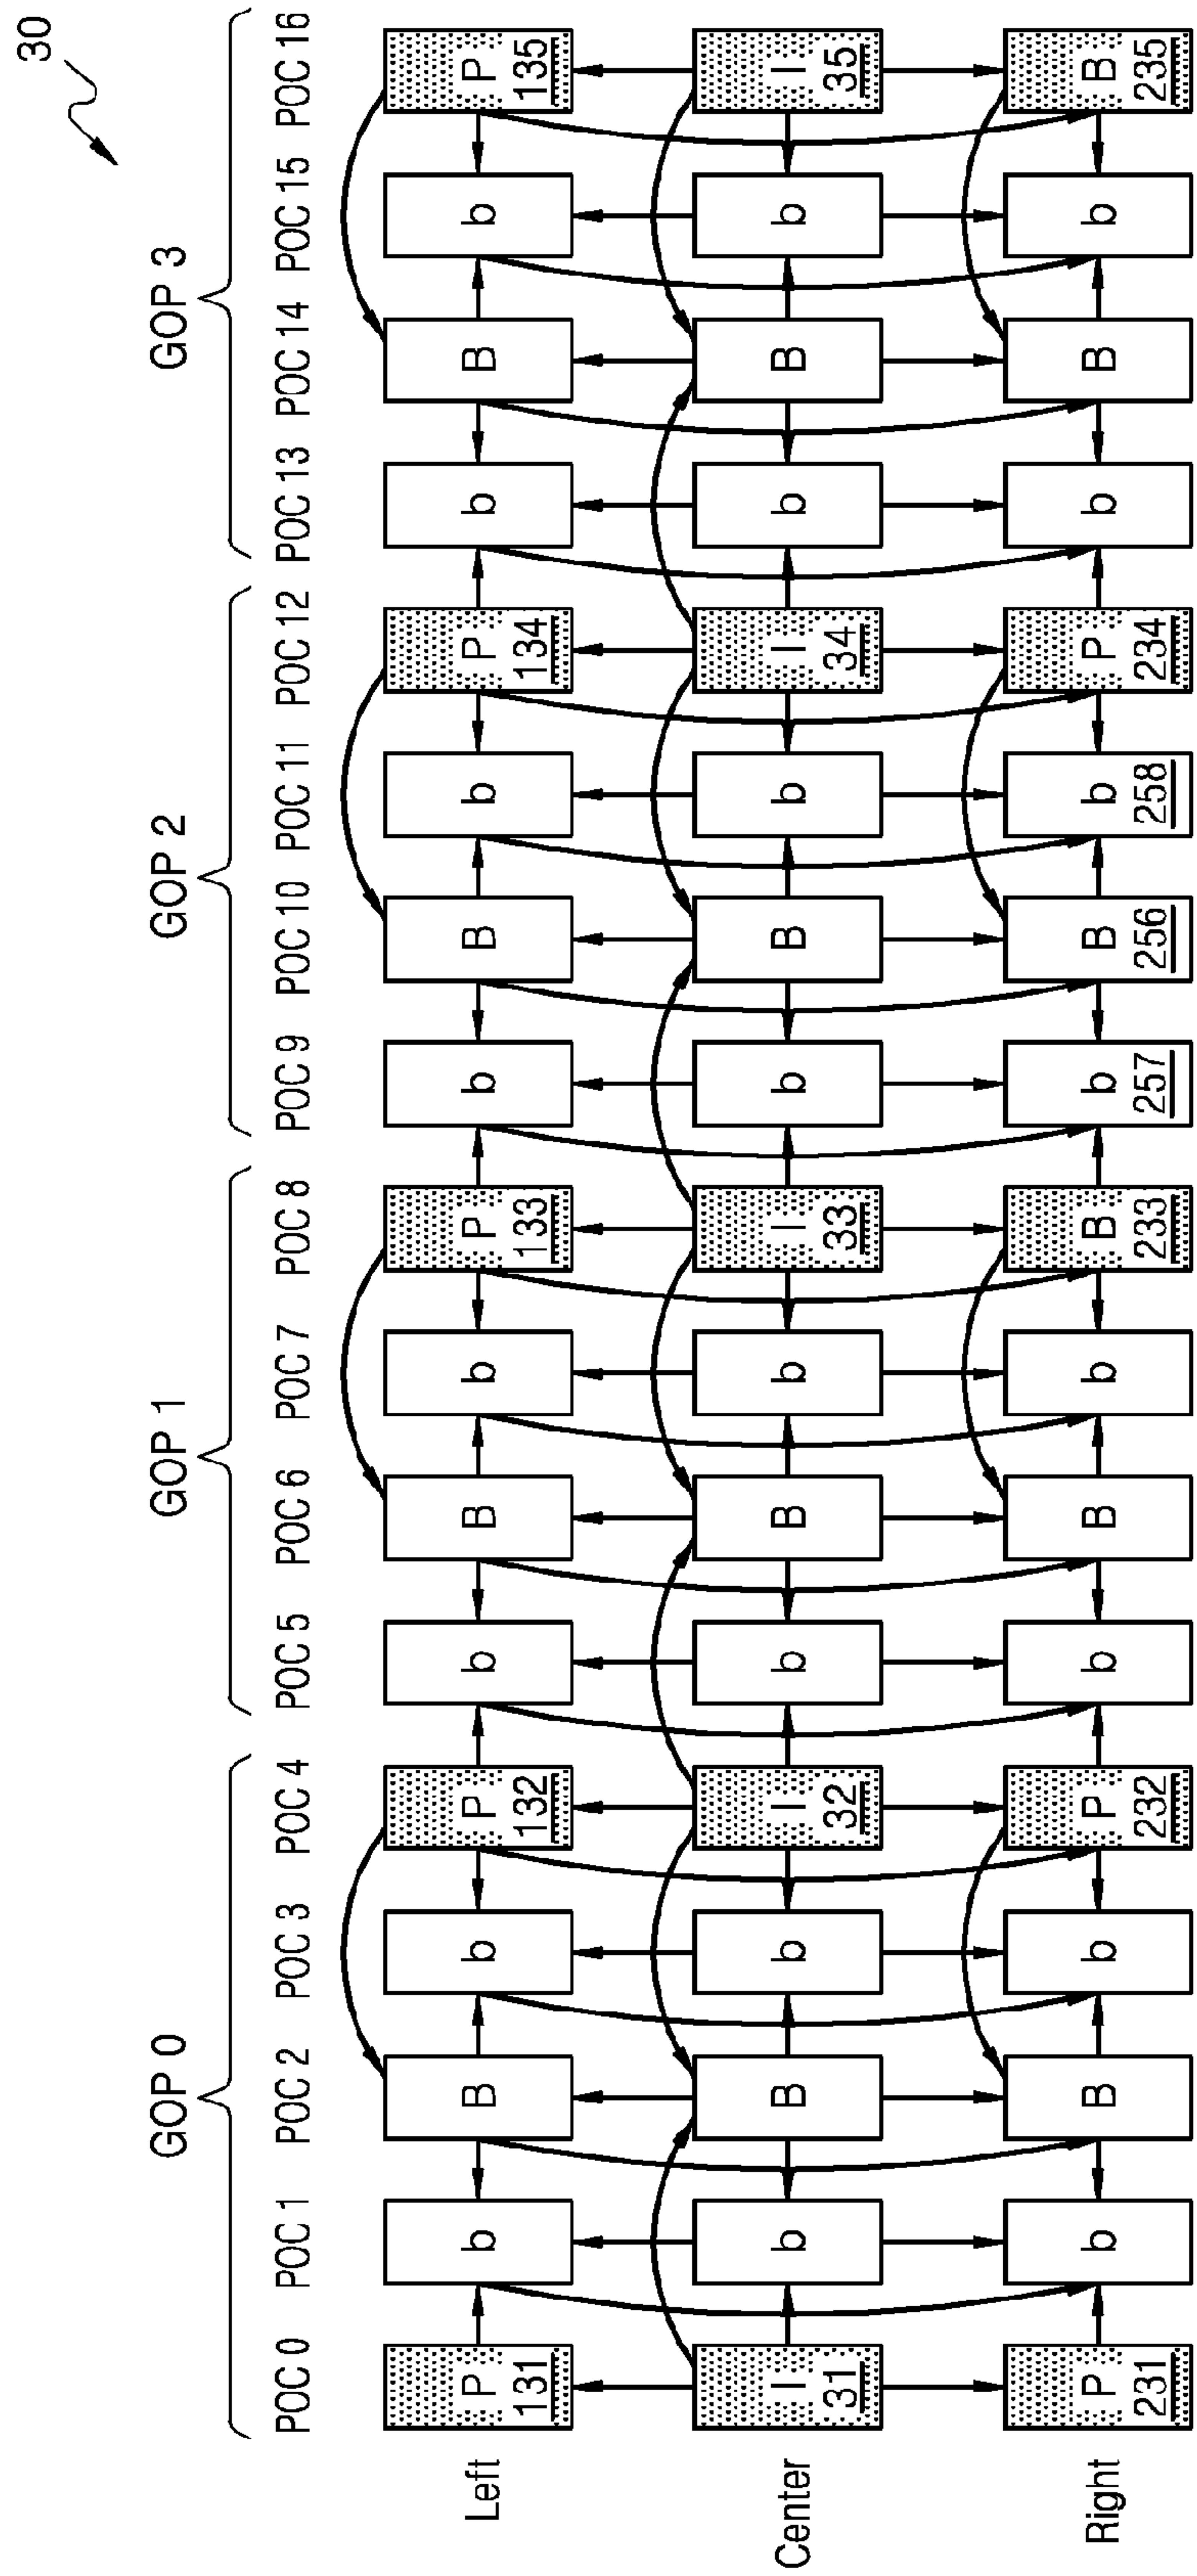 30
GOP 0 GOP 1 GOP 2 GOP 3
POC 0 POC 1 POC 2 POC 3 POC 4 POC 5 POC 6 POC 7 POC 8 POC 9 POC 10 POC 11 POC 12 POC 13 POC 14 POC 15 POC 16
Left P b B b P b B b P b B b P b B b P
131 132 133 134 135
Center I b B b I b B b I b B b I b B b I
31 32 33 34 35
Right P b B b P b B b B b B b P b B b B
231 232 233 257 256 258 234 235